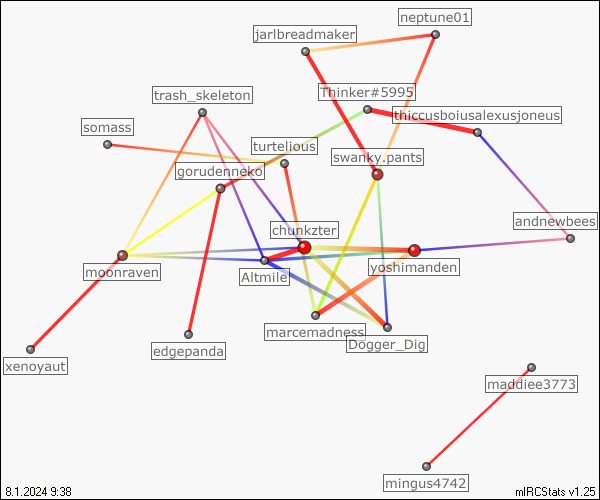 neptune01
jarlbreadmaker
Thinker#5995
trash_skeleton
thiccusboiusalexusjoneus
somass
turtelious
swanky.pants
gorudenneko
andnewbees
chunkzter
yoshimanden
moonraven
Altmile
marcemadness
Dogger_Dig
edgepanda
xenoyaut
maddiee3773
mingus4742
8.1.2024 9:38
mIRCStats v1.25